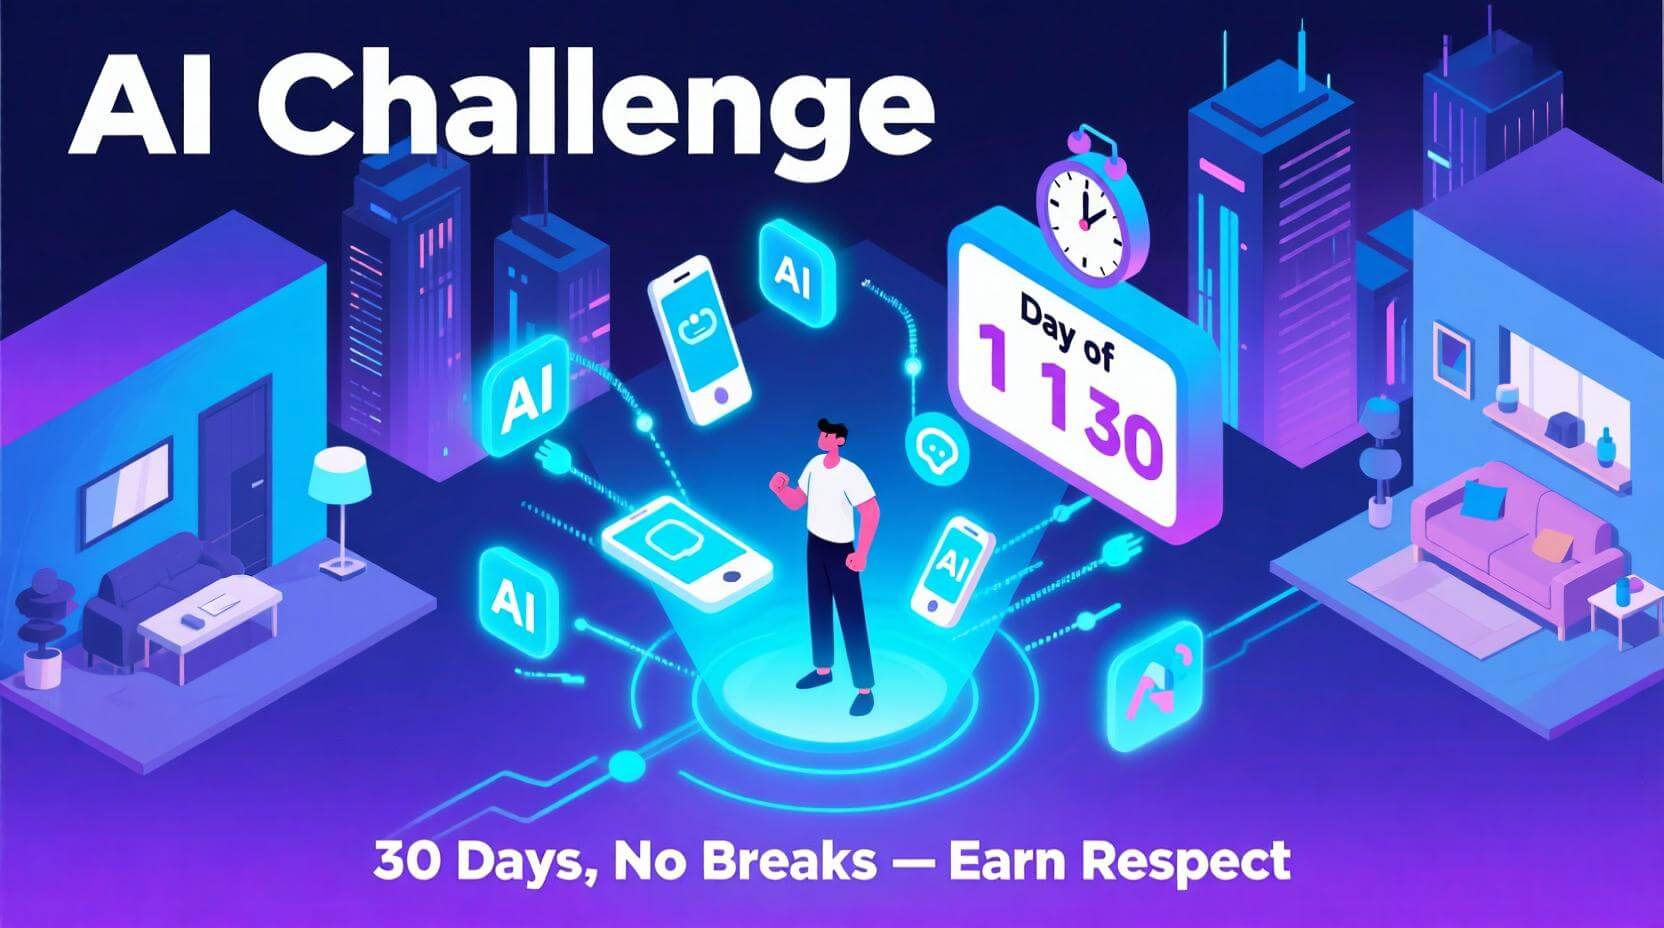 AI Challenge
AI
AI
Day of
1 1 30
AI
AI
30 Days, No Breaks — Earn Respect